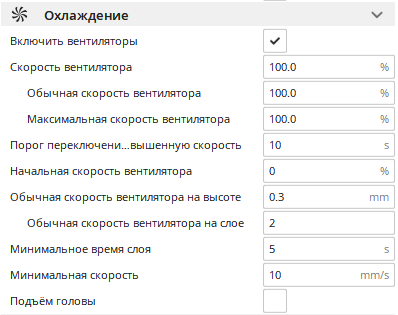 Охлаждение
Включить вентиляторы
Скорость вентилятора 100.0 %
Обычная скорость вентилятора 100.0 %
Максимальная скорость вентилятора 100.0 %
Порог переключени...вышенную скорость 10 s
Начальная скорость вентилятора 0 %
Обычная скорость вентилятора на высоте 0.3 mm
Обычная скорость вентилятора на слое 2
Минимальное время слоя 5 s
Минимальная скорость 10 mm/s
Подъём головы